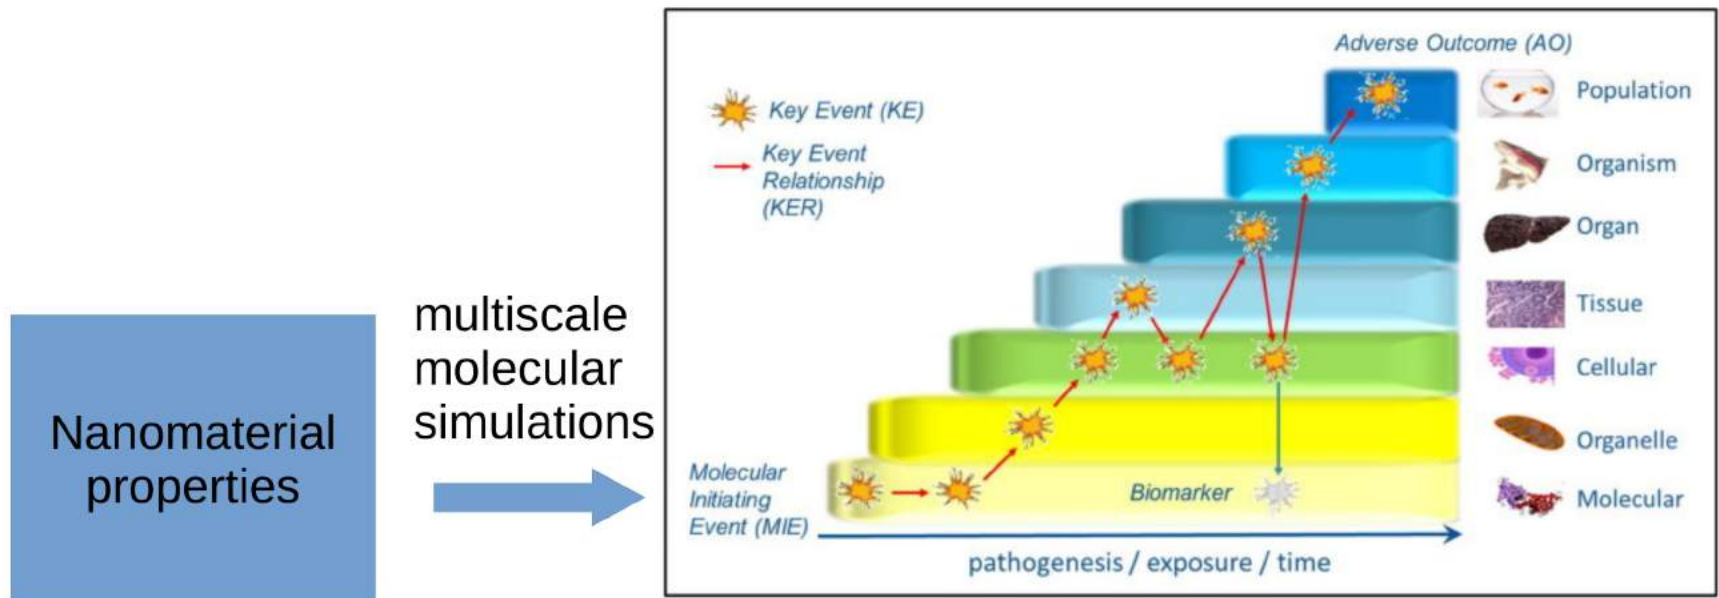 Nanomaterial
properties
multiscale
molecular
simulations
Key Event (KE)
Key Event
Relationship
(KER)
Adverse Outcome (AO)
Population
Organism
Organ
Tissue
Cellular
Organelle
Molecular
Molecular
Initiating
Event (MIE)
Biomarker
pathogenesis / exposure / time